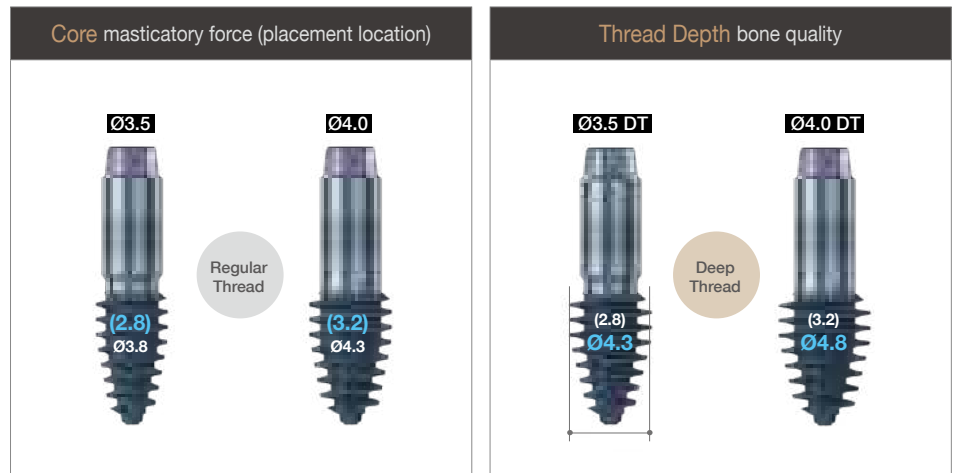 Core masticatory force (placement location)
Ø3.5
Ø4.0
Regular
Thread
(2.8)
Ø3.8
(3.2)
Ø4.3
Thread Depth bone quality
Ø3.5 DT
Ø4.0 DT
Deep
Thread
(2.8)
Ø4.3
(3.2)
Ø4.8